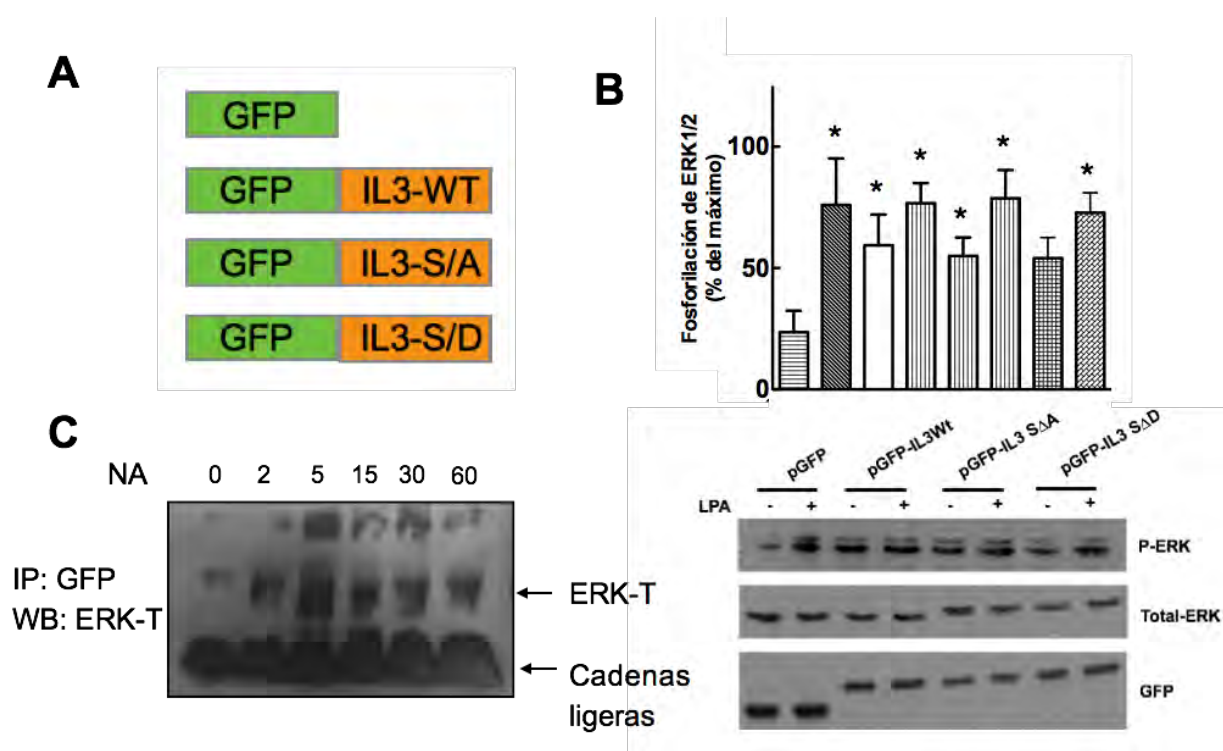 A
GFP
GFP IL3-WT
GFP IL3-S/A
GFP IL3-S/D
B
Fosforilación de ERK1/2
(% del máximo)
100
50
0
* * * * * *
pGFP pGFP-IL3Wt pGFP-IL3 SΔA pGFP-IL3 SΔD
LPA - + - + - + - +
P-ERK
Total-ERK
GFP
C
NA 0 2 5 15 30 60
IP: GFP
WB: ERK-T
ERK-T
Cadenas
ligeras